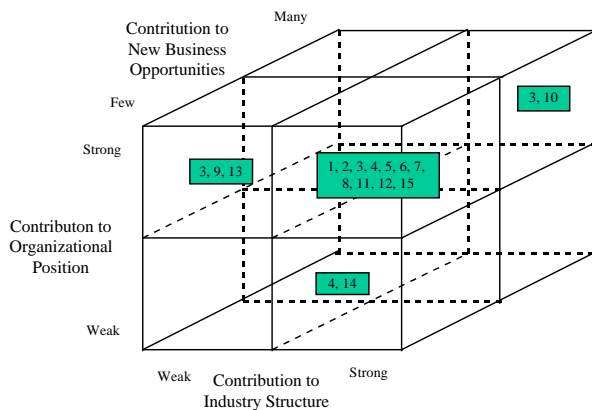 Many
Contritution to
New Business
Opportunities
Few
3, 10
Strong
3, 9, 13
1, 2, 3, 4, 5, 6, 7,
8, 11, 12, 15
Contributon to
Organizational
Position
4, 14
Weak
Weak
Contribution to
Industry Structure
Strong